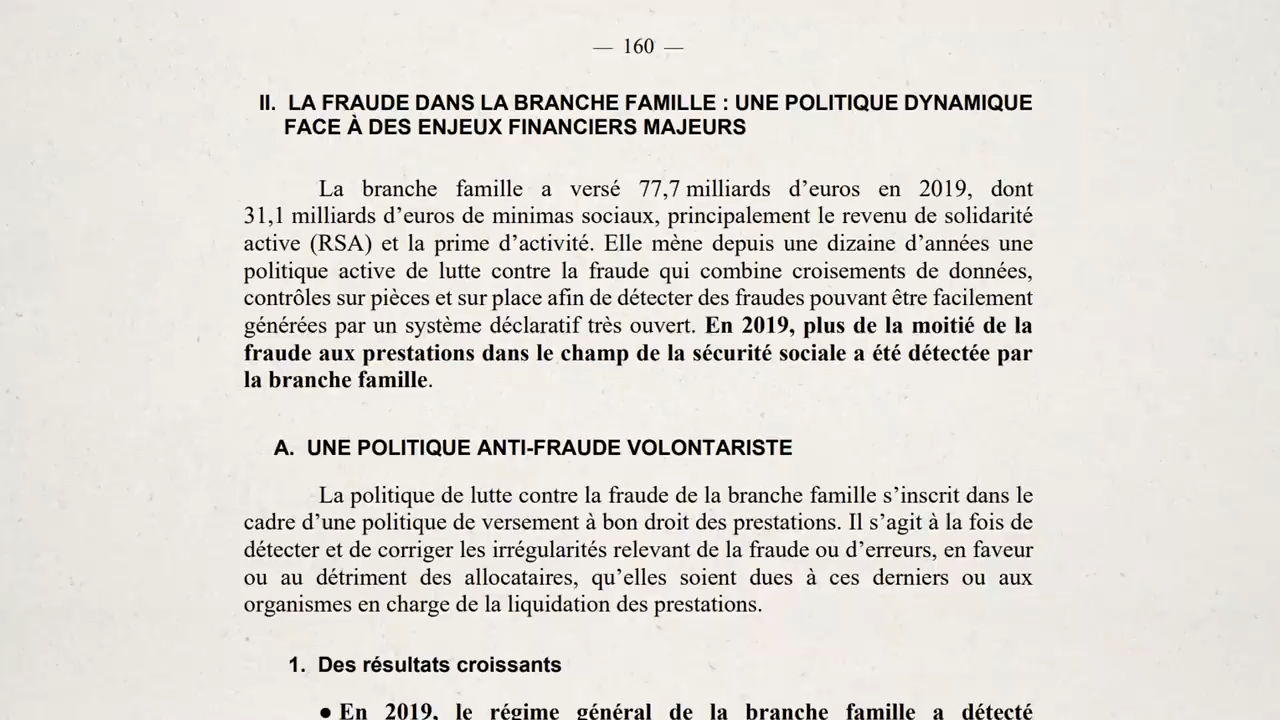 — 160 —
II. LA FRAUDE DANS LA BRANCHE FAMILLE : UNE POLITIQUE DYNAMIQUE
FACE À DES ENJEUX FINANCIERS MAJEURS
La branche famille a versé 77,7 milliards d’euros en 2019, dont
31,1 milliards d’euros de minimas sociaux, principalement le revenu de solidarité
active (RSA) et la prime d’activité. Elle mène depuis une dizaine d’années une
politique active de lutte contre la fraude qui combine croisements de données,
contrôles sur pièces et sur place afin de détecter des fraudes pouvant être facilement
générées par un système déclaratif très ouvert. En 2019, plus de la moitié de la
fraude aux prestations dans le champ de la sécurité sociale a été détectée par
la branche famille.
A. UNE POLITIQUE ANTI-FRAUDE VOLONTARISTE
La politique de lutte contre la fraude de la branche famille s’inscrit dans le
cadre d’une politique de versement à bon droit des prestations. Il s’agit à la fois de
détecter et de corriger les irrégularités relevant de la fraude ou d’erreurs, en faveur
ou au détriment des allocataires, qu’elles soient dues à ces derniers ou aux
organismes en charge de la liquidation des prestations.
1. Des résultats croissants
● En 2019, le régime général de la branche famille a détecté